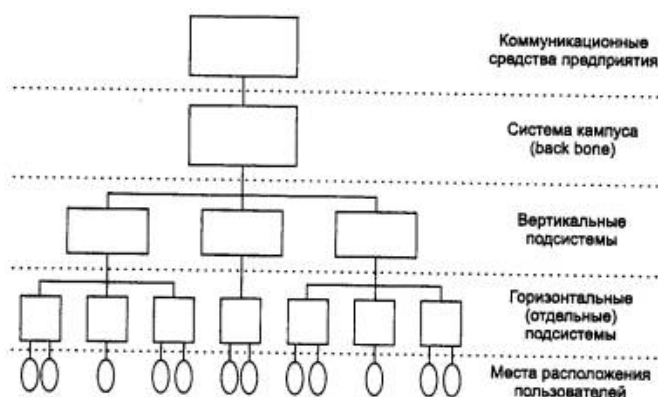 Коммуникационные
средства предприятия
Система кампуса
(back bone)
Вертикальные
подсистемы
Горизонтальные
(отдельные)
подсистемы
Места расположения
пользователей